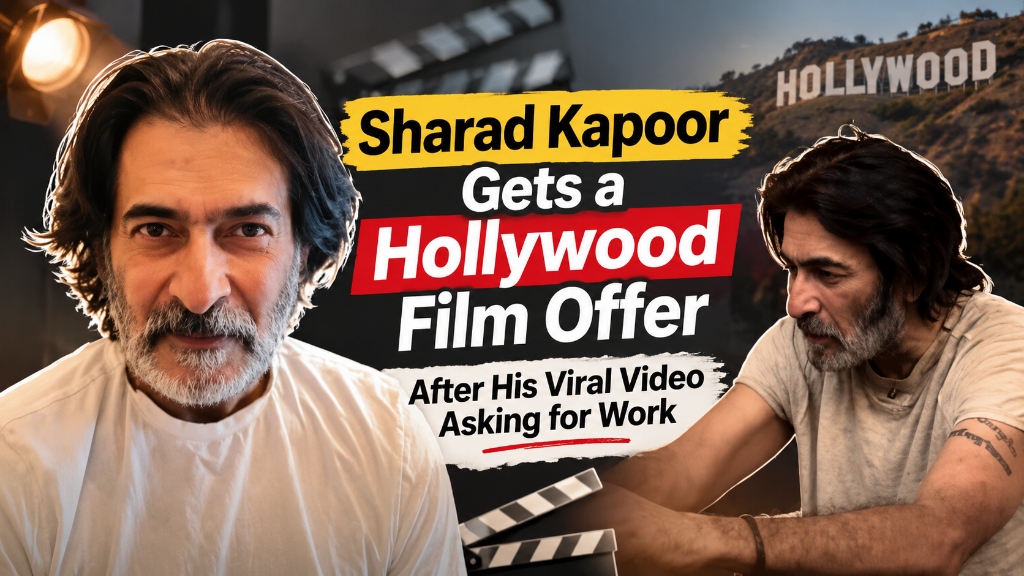 HOLLYWOOD
Sharad Kapoor
Gets a
Hollywood
Film Offer
After His Viral Video
Asking for Work